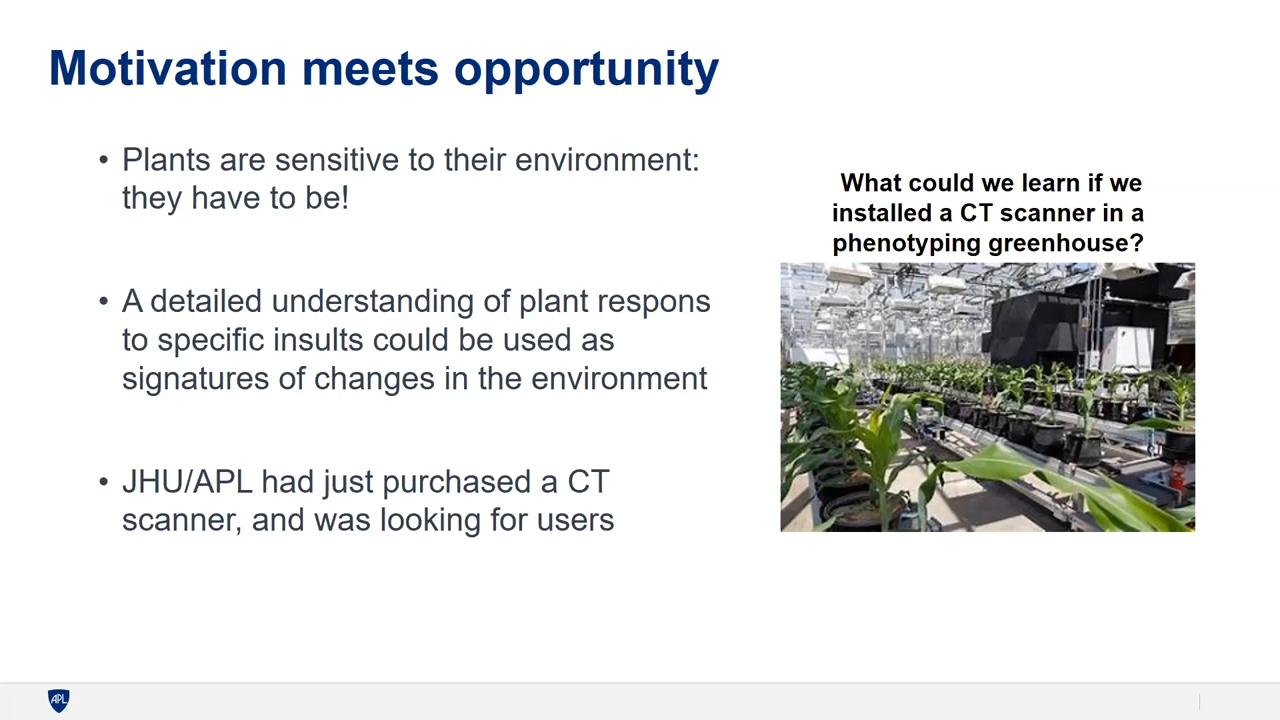 Motivation meets opportunity
• Plants are sensitive to their environment:
they have to be!
• A detailed understanding of plant respons
to specific insults could be used as
signatures of changes in the environment
• JHU/APL had just purchased a CT
scanner, and was looking for users
What could we learn if we
installed a CT scanner in a
phenotyping greenhouse?
APL